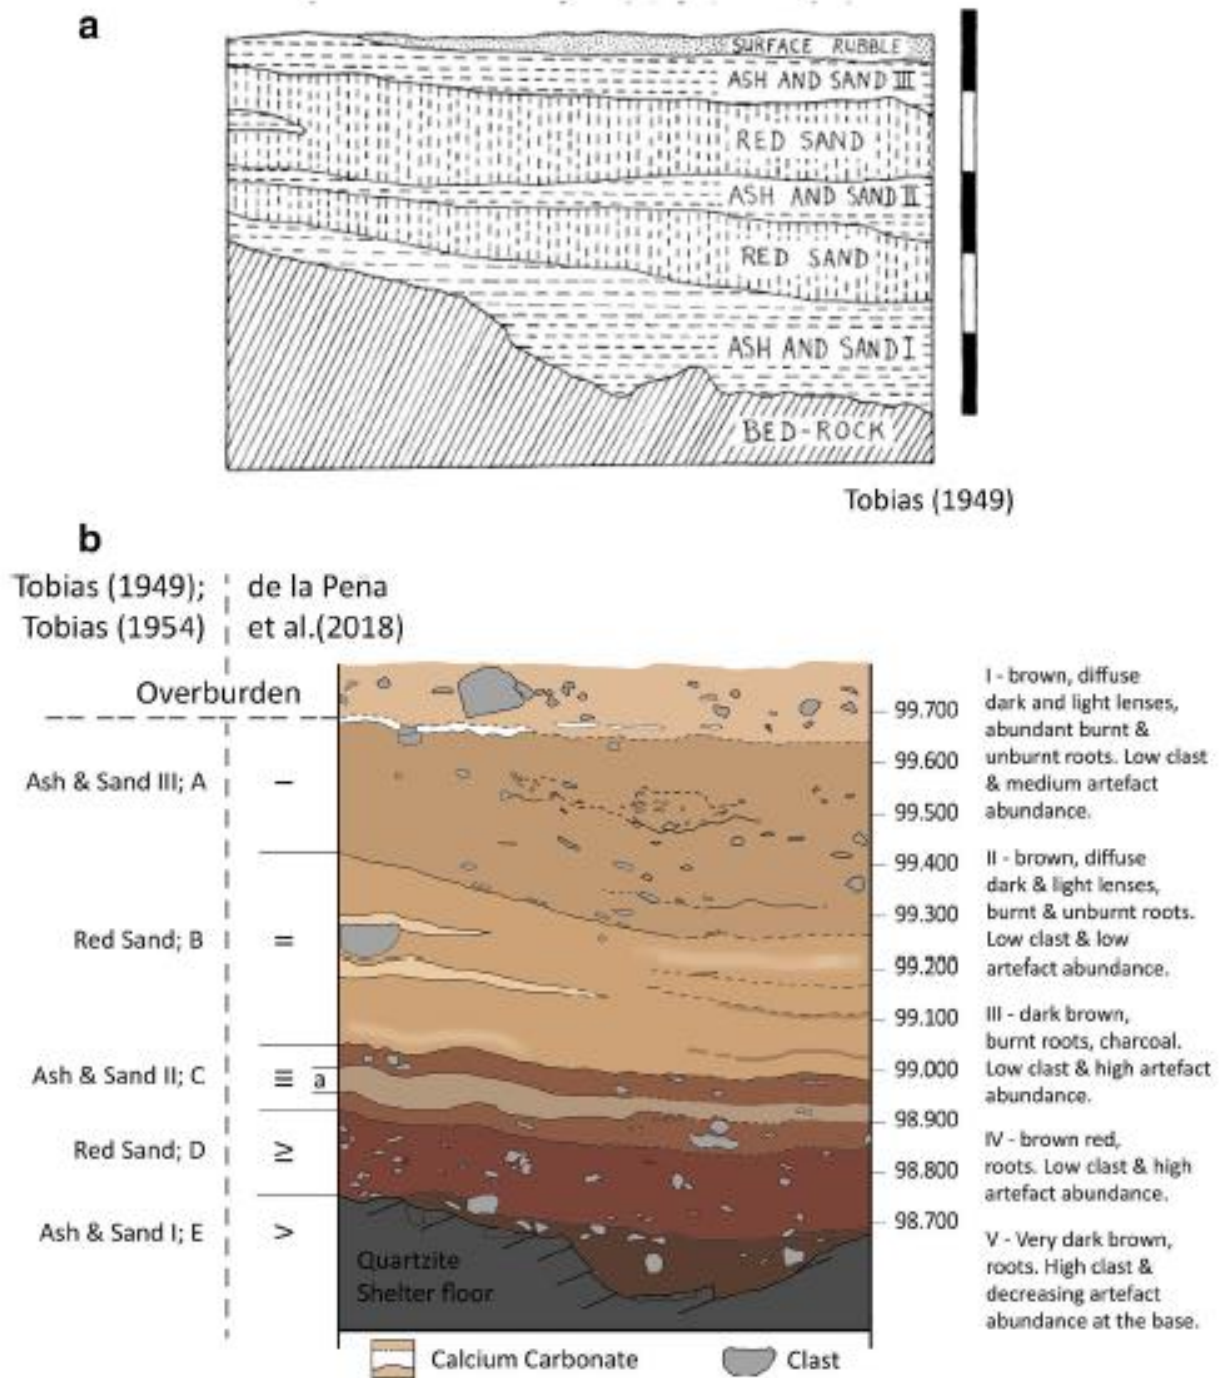 a
SURFACE RUBBLE
ASH AND SAND III
RED SAND
ASH AND SAND II
RED SAND
ASH AND SAND I
BED-ROCK
Tobias (1949)
b
Tobias (1949);
Tobias (1954)
de la Pena
et al.(2018)
Overburden
Ash & Sand III; A
Red Sand; B
Ash & Sand II; C
a
Red Sand; D
Ash & Sand I; E
Quartzite
Shelter floor
99.700
99.600
99.500
99.400
99.300
99.200
99.100
99.000
98.900
98.800
98.700
I - brown, diffuse
dark and light lenses,
abundant burnt &
unburnt roots. Low clast
& medium artefact
abundance.
II - brown, diffuse
dark & light lenses,
burnt & unburnt roots.
Low clast & low
artefact abundance.
III - dark brown,
burnt roots, charcoal.
Low clast & high artefact
abundance.
IV - brown red,
roots. Low clast & high
artefact abundance.
V - Very dark brown,
roots. High clast &
decreasing artefact
abundance at the base.
Calcium Carbonate
Clast